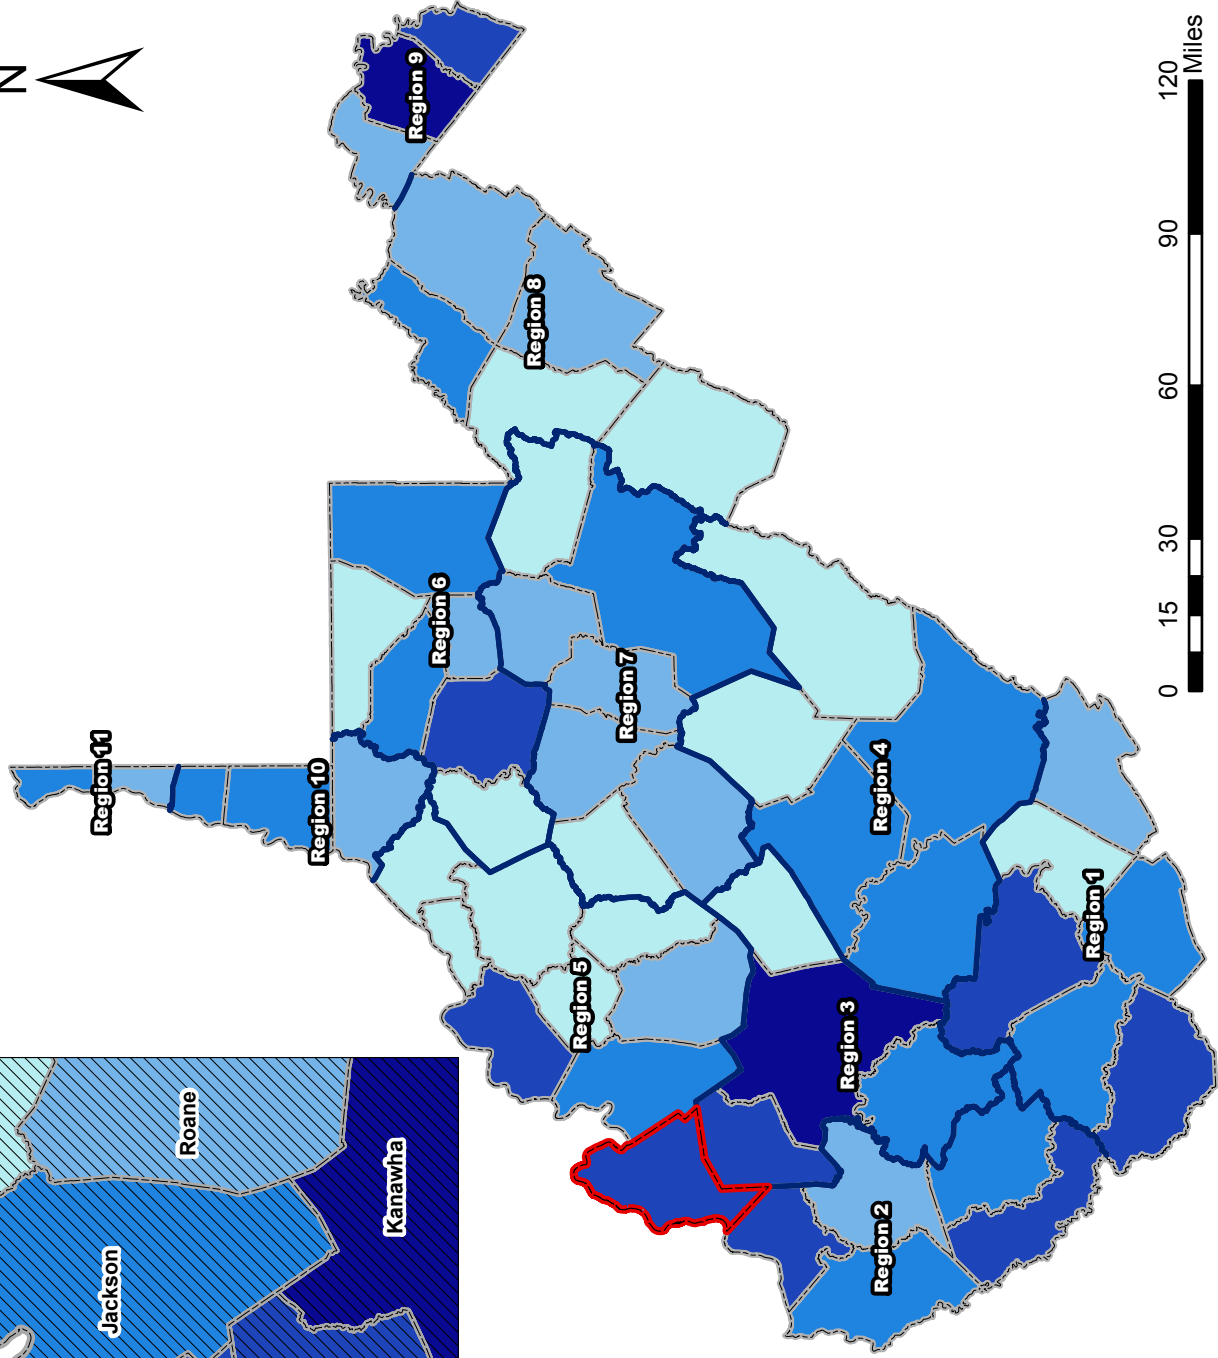 N
Region 9
Region 8
Region 6
Region 7
Region 11
Region 10
Region 4
Region 1
Region 5
Region 3
Region 2
Roane
Kanawha
Jackson
0
15
30
60
90
120
Miles